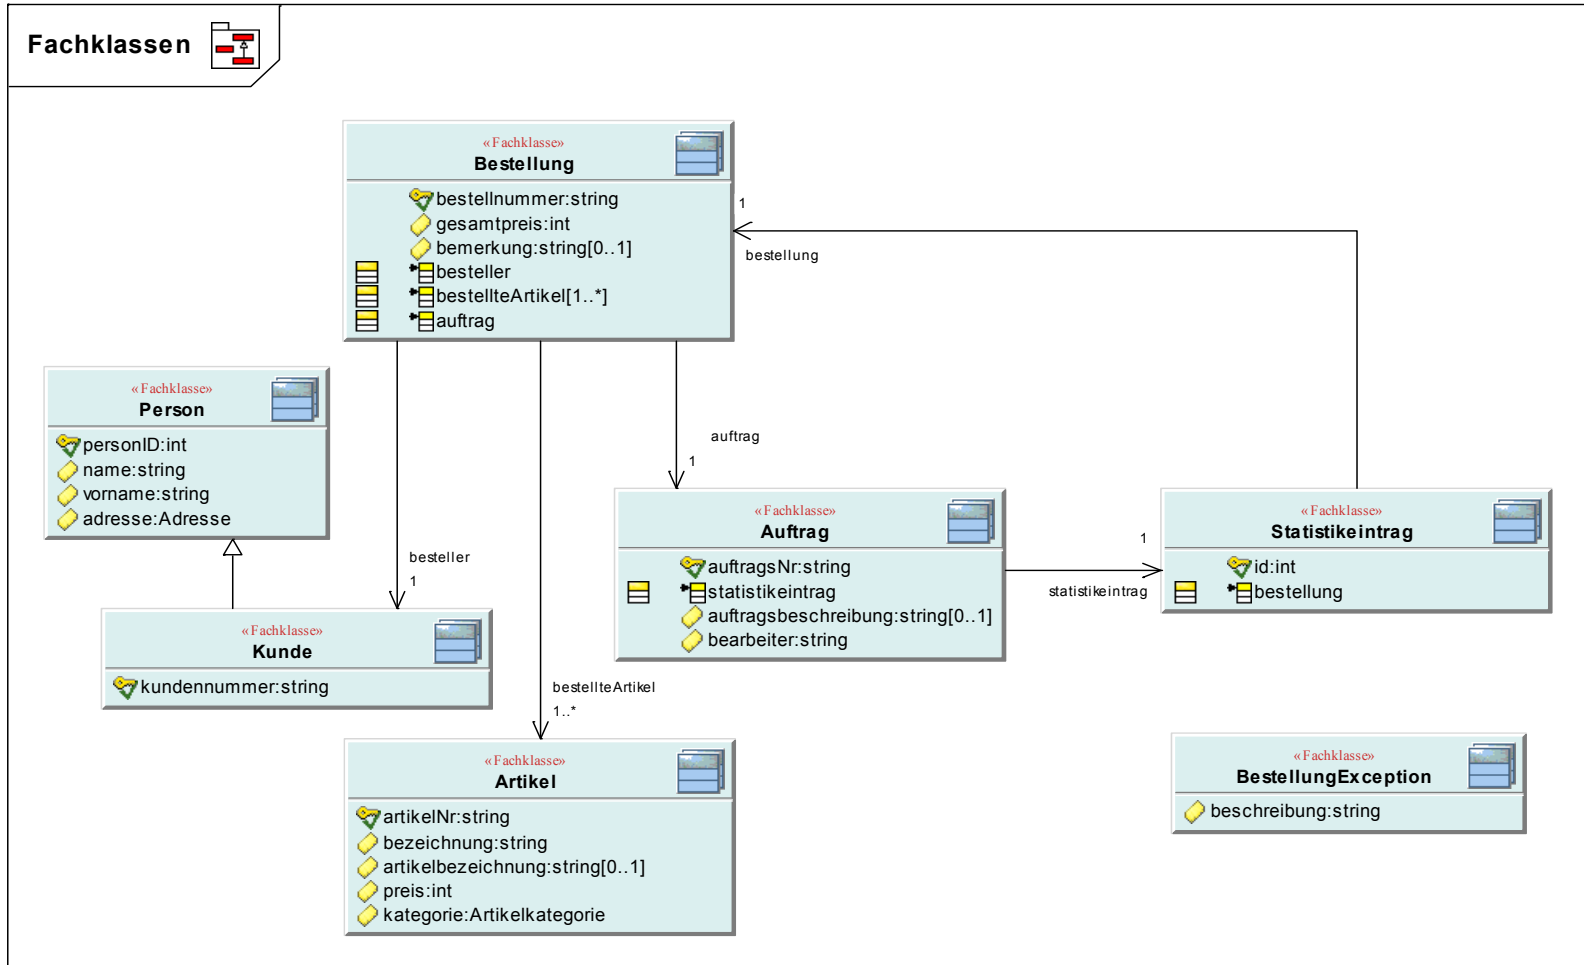 Fachklassen
«Fachklasse»
Bestellung
bestellnummer:string
gesamtpreis:int
bemerkung:string[0..1]
besteller
bestellteArtikel[1..*]
auftrag
1
bestellung
«Fachklasse»
Person
personID:int
name:string
vorname:string
adresse:Adresse
auftrag
1
besteller
1
«Fachklasse»
Auftrag
auftragsNr:string
statistikeintrag
auftragsbeschreibung:string[0..1]
bearbeiter:string
1
statistikeintrag
«Fachklasse»
Statistikeintrag
id:int
bestellung
«Fachklasse»
Kunde
kundennummer:string
bestellteArtikel
1..*
«Fachklasse»
Artikel
artikelNr:string
bezeichnung:string
artikelbezeichnung:string[0..1]
preis:int
kategorie:Artikelkategorie
«Fachklasse»
BestellungException
beschreibung:string